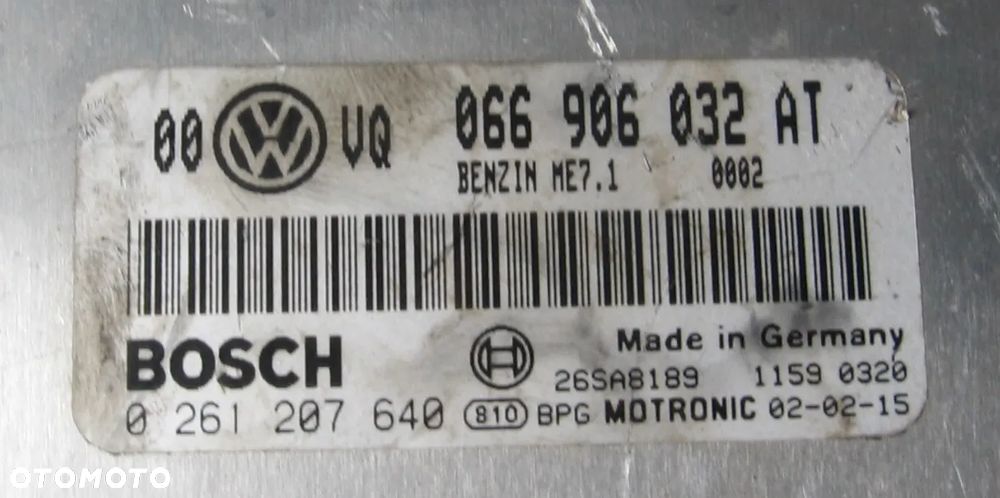 00 VW VQ 066 906 032 AT
BENZIN ME7.1 0002
BOSCH Made in Germany
26SA8189 1159 0320
0 261 207 640 810 BPG MOTRONIC 02-02-15
OTOMOTO